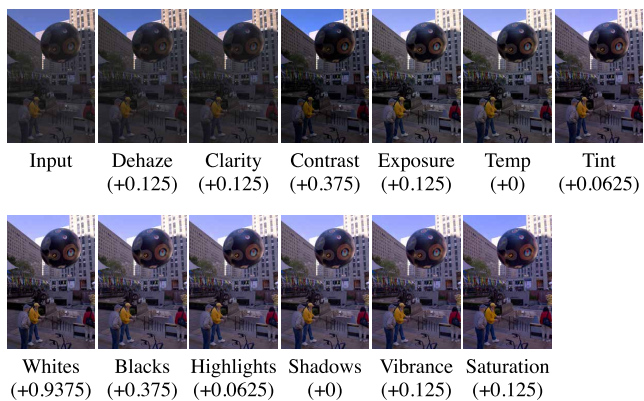 Input Dehaze Clarity Contrast Exposure Temp Tint
(+0.125) (+0.125) (+0.375) (+0.125) (+0) (+0.0625)
Whites Blacks Highlights Shadows Vibrance Saturation
(+0.9375) (+0.375) (+0.0625) (+0) (+0.125) (+0.125)